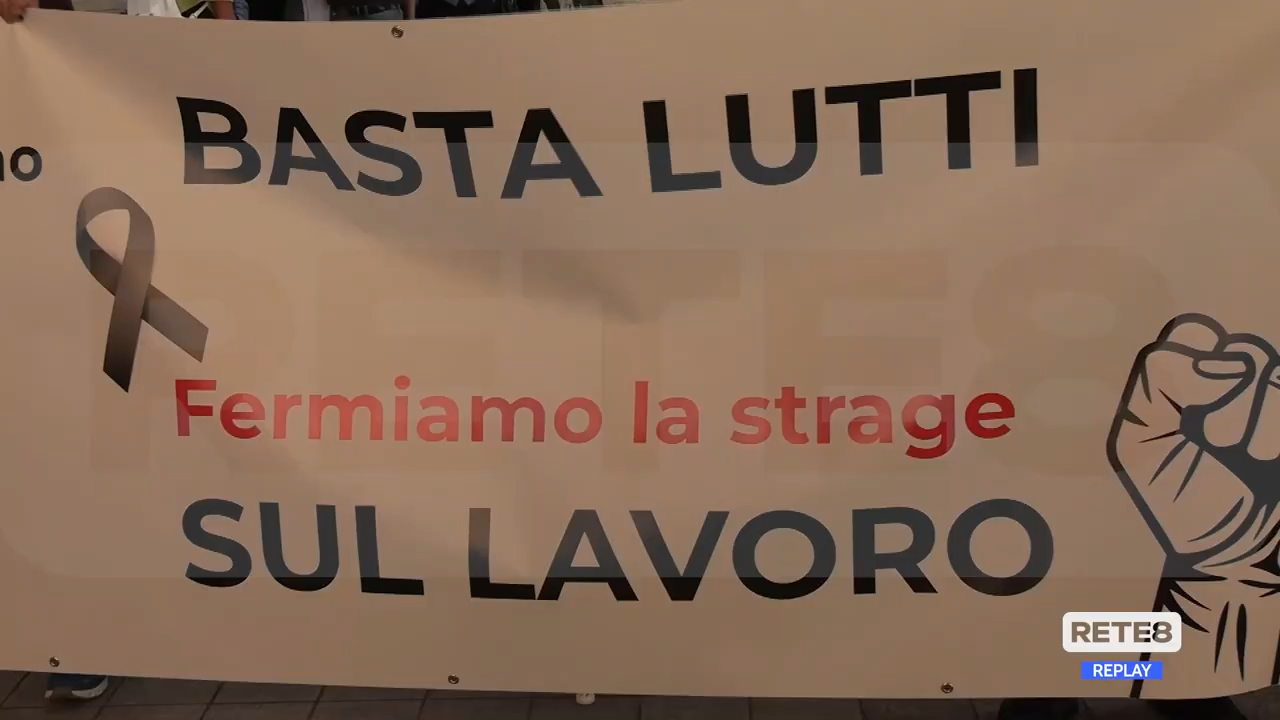 BASTA LUTTI
Fermiamo la strage
SUL LAVORO
RETE8
REPLAY